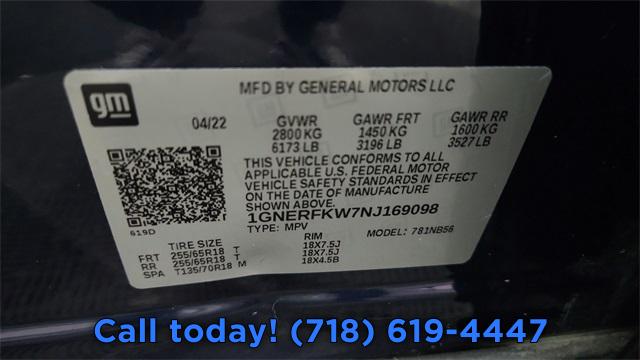 gm
MFD BY GENERAL MOTORS LLC
04/22 GVWR GAWR FRT GAWR RR
2800 KG 1450 KG 1600 KG
6173 LB 3196 LB 3527 LB
THIS VEHICLE CONFORMS TO ALL
APPLICABLE U.S. FEDERAL MOTOR
VEHICLE SAFETY STANDARDS IN EFFECT
ON THE DATE OF MANUFACTURE
SHOWN ABOVE.
1GNERFKW7NJ169098
619D TYPE: MPV MODEL: 781NB56
TIRE SIZE RIM
FRT 255/65R18 T 18X7.5J
RR 255/65R18 T 18X7.5J
SPA T135/70R18 M 18X4.5B
Call today! (718) 619-4447